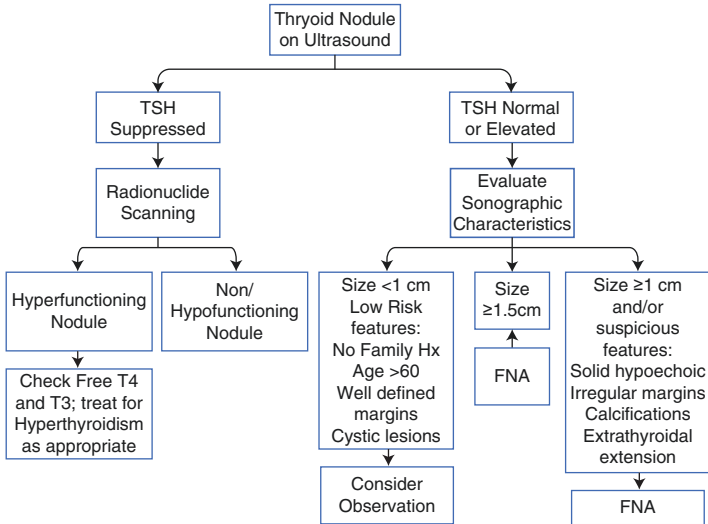 Thryoid Nodule
on Ultrasound
TSH
Suppressed
TSH Normal
or Elevated
Radionuclide
Scanning
Evaluate
Sonographic
Characteristics
Hyperfunctioning
Nodule
Non/
Hypofunctioning
Nodule
Size <1 cm
Low Risk
features:
No Family Hx
Age >60
Well defined
margins
Cystic lesions
Size
≥1.5cm
Size ≥1 cm
and/or
suspicious
features:
Solid hypoechoic
Irregular margins
Calcifications
Extrathyroidal
extension
Check Free T4
and T3; treat for
Hyperthyroidism
as appropriate
FNA
Consider
Observation
FNA